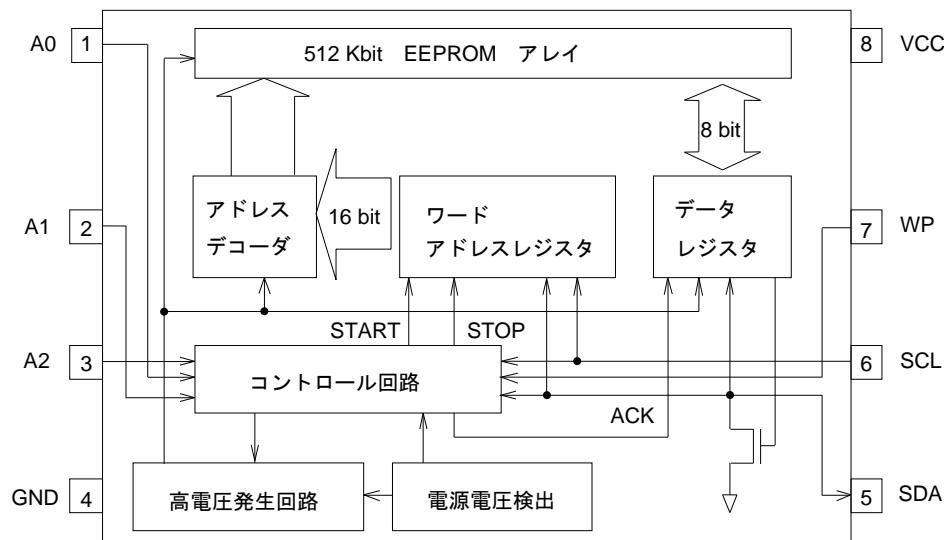 A0
1
512 Kbit EEPROM アレイ
8
VCC
8 bit
A1
2
アドレス
デコーダ
16 bit
ワード
アドレスレジスタ
データ
レジスタ
7
WP
START
STOP
A2
3
コントロール回路
6
SCL
ACK
GND
4
高電圧発生回路
電源電圧検出
5
SDA